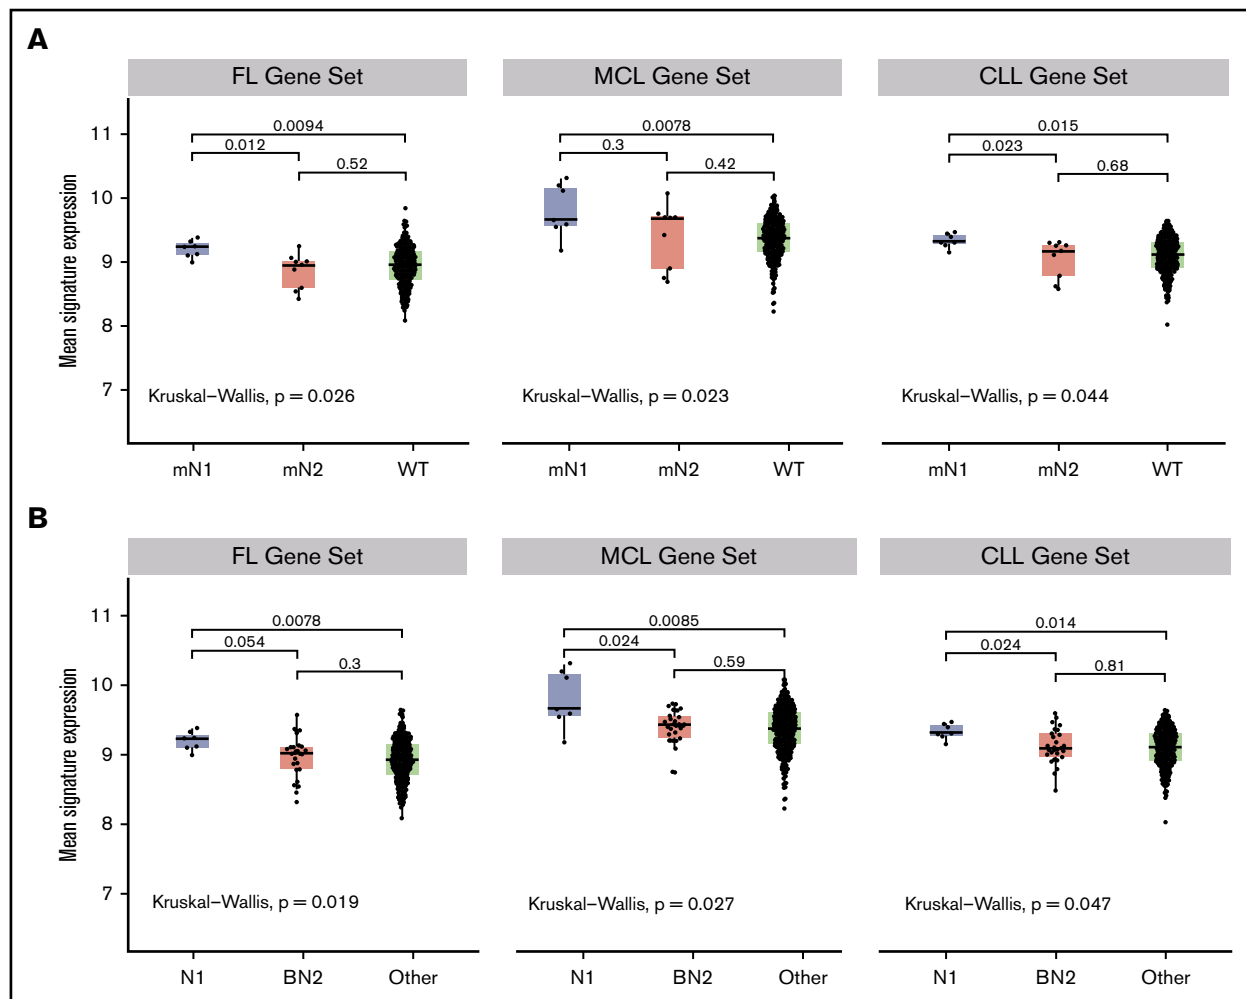 A
FL Gene Set
MCL Gene Set
CLL Gene Set
Mean signature expression
11
10
9
8
7
0.0094
0.012
0.52
Kruskal–Wallis, p = 0.026
0.0078
0.3
0.42
Kruskal–Wallis, p = 0.023
0.015
0.023
0.68
Kruskal–Wallis, p = 0.044
mN1
mN2
WT
mN1
mN2
WT
mN1
mN2
WT
B
FL Gene Set
MCL Gene Set
CLL Gene Set
Mean signature expression
11
10
9
8
7
0.0078
0.054
0.3
Kruskal–Wallis, p = 0.019
0.0085
0.024
0.59
Kruskal–Wallis, p = 0.027
0.014
0.024
0.81
Kruskal–Wallis, p = 0.047
N1
BN2
Other
N1
BN2
Other
N1
BN2
Other